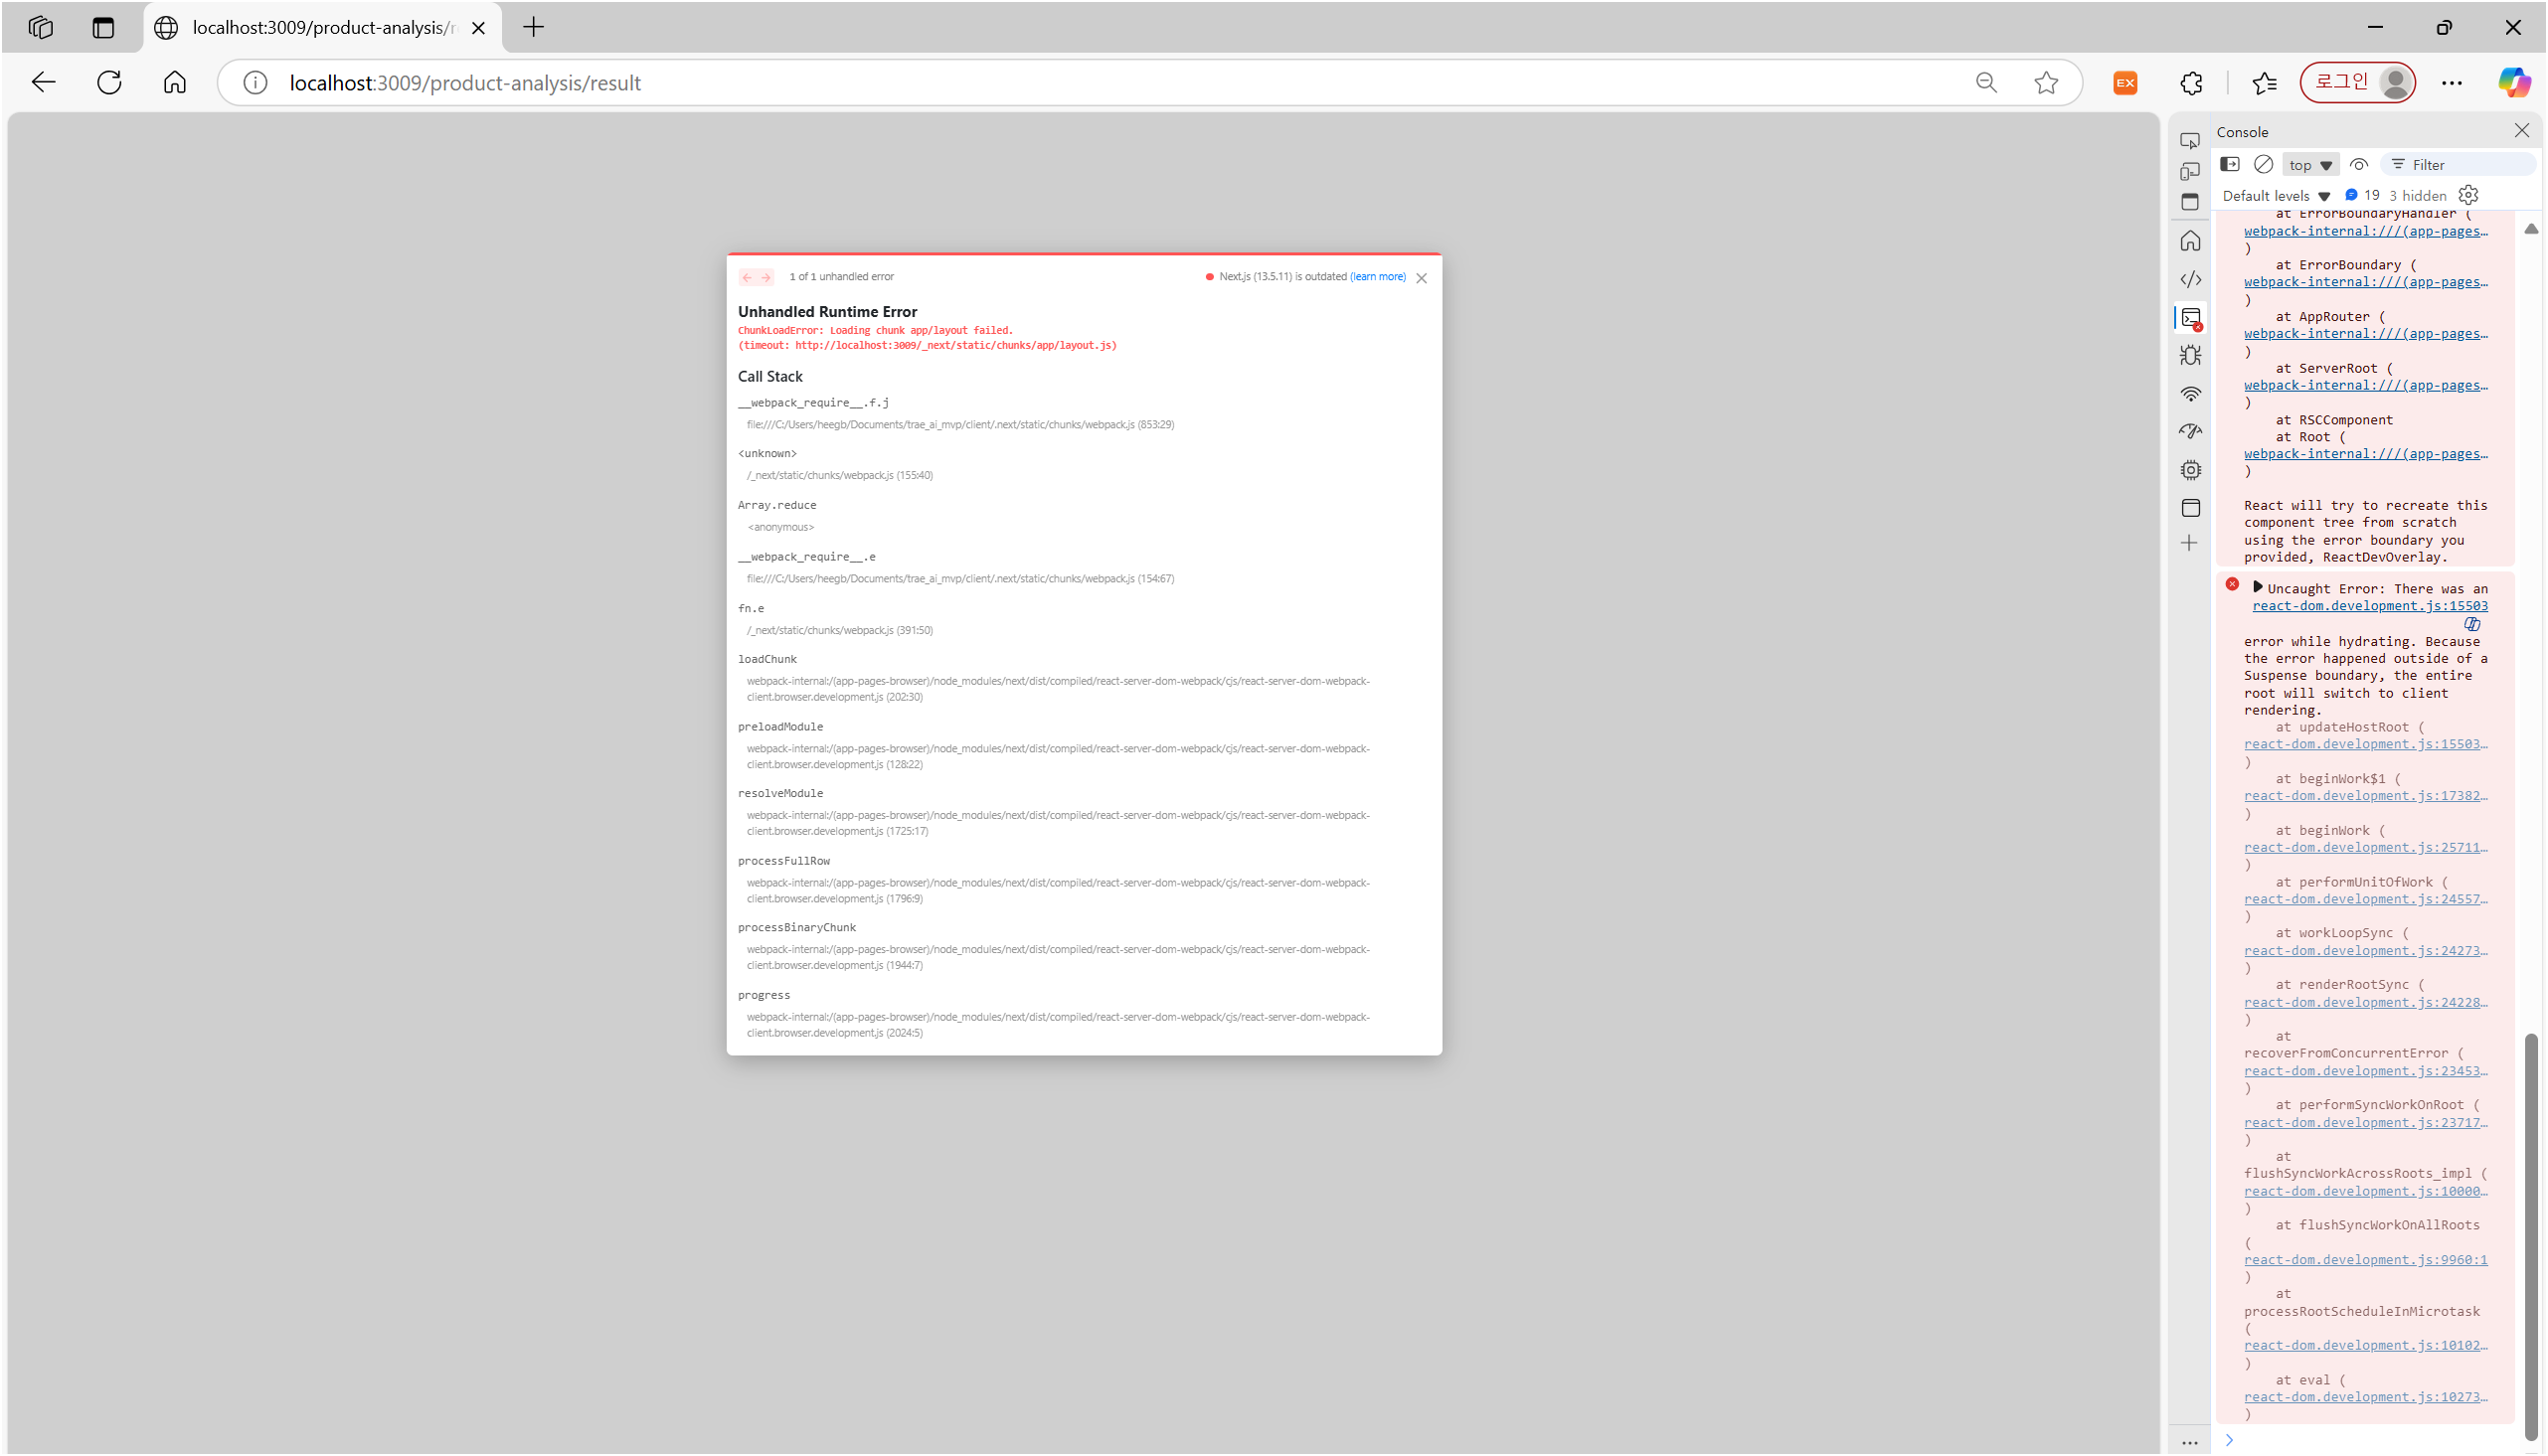 localhost:3009/product-analysis/r
localhost:3009/product-analysis/result
EX
로그인
1 of 1 unhandled error
Next.js (13.5.11) is outdated (learn more)
Unhandled Runtime Error
ChunkLoadError: Loading chunk app/layout failed.
(timeout: http://localhost:3009/_next/static/chunks/app/layout.js)
Call Stack
__webpack_require__.f.j
file:///C:/Users/heegb/Documents/trae_ai_mvp/client/.next/static/chunks/webpack.js (853:29)
<unknown>
/_next/static/chunks/webpack.js (155:40)
Array.reduce
<anonymous>
__webpack_require__.e
file:///C:/Users/heegb/Documents/trae_ai_mvp/client/.next/static/chunks/webpack.js (154:67)
fn.e
/_next/static/chunks/webpack.js (391:50)
loadChunk
webpack-internal:/(app-pages-browser)/node_modules/next/dist/compiled/react-server-dom-webpack/cjs/react-server-dom-webpack-
client.browser.development.js (202:30)
preloadModule
webpack-internal:/(app-pages-browser)/node_modules/next/dist/compiled/react-server-dom-webpack/cjs/react-server-dom-webpack-
client.browser.development.js (128:22)
resolveModule
webpack-internal:/(app-pages-browser)/node_modules/next/dist/compiled/react-server-dom-webpack/cjs/react-server-dom-webpack-
client.browser.development.js (1725:17)
processFullRow
webpack-internal:/(app-pages-browser)/node_modules/next/dist/compiled/react-server-dom-webpack/cjs/react-server-dom-webpack-
client.browser.development.js (1796:9)
processBinaryChunk
webpack-internal:/(app-pages-browser)/node_modules/next/dist/compiled/react-server-dom-webpack/cjs/react-server-dom-webpack-
client.browser.development.js (1944:7)
progress
webpack-internal:/(app-pages-browser)/node_modules/next/dist/compiled/react-server-dom-webpack/cjs/react-server-dom-webpack-
client.browser.development.js (2024:5)
Console
top
Filter
Default levels
19
3 hidden
at ErrorBoundaryHandler (
webpack-internal:///(app-pages…
)
at ErrorBoundary (
webpack-internal:///(app-pages…
)
at AppRouter (
webpack-internal:///(app-pages…
)
at ServerRoot (
webpack-internal:///(app-pages…
)
at RSCComponent
at Root (
webpack-internal:///(app-pages…
)
React will try to recreate this
component tree from scratch
using the error boundary you
provided, ReactDevOverlay.
Uncaught Error: There was an
react-dom.development.js:15503
error while hydrating. Because
the error happened outside of a
Suspense boundary, the entire
root will switch to client
rendering.
at updateHostRoot (
react-dom.development.js:15503…
)
at beginWork$1 (
react-dom.development.js:17382…
)
at beginWork (
react-dom.development.js:25711…
)
at performUnitOfWork (
react-dom.development.js:24557…
)
at workLoopSync (
react-dom.development.js:24273…
)
at renderRootSync (
react-dom.development.js:24228…
)
at
recoverFromConcurrentError (
react-dom.development.js:23453…
)
at performSyncWorkOnRoot (
react-dom.development.js:23717…
)
at
flushSyncWorkAcrossRoots_impl (
react-dom.development.js:10000…
)
at flushSyncWorkOnAllRoots
(
react-dom.development.js:9960:1
)
at
processRootScheduleInMicrotask
(
react-dom.development.js:10102…
)
at eval (
react-dom.development.js:10273…
)